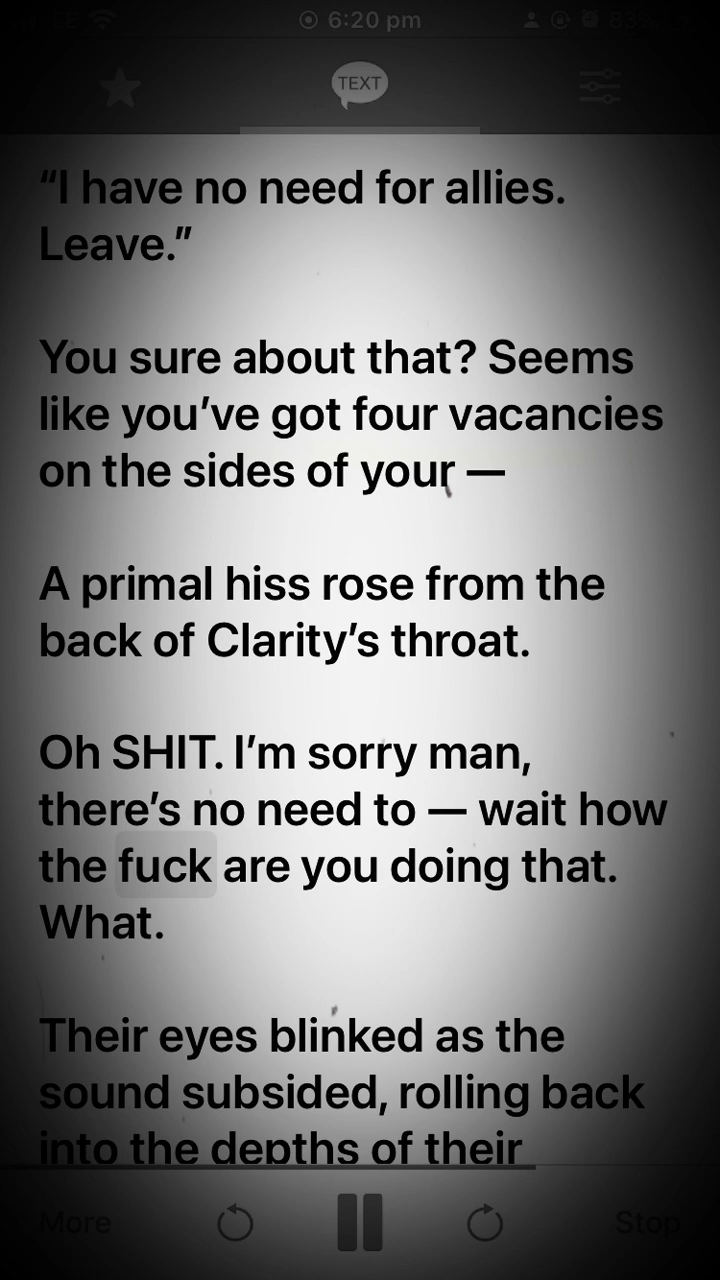 6:20 pm
TEXT
“I have no need for allies.
Leave.”
You sure about that? Seems
like you’ve got four vacancies
on the sides of your —
A primal hiss rose from the
back of Clarity’s throat.
Oh SHIT. I’m sorry man,
there’s no need to — wait how
the fuck are you doing that.
What.
Their eyes blinked as the
sound subsided, rolling back
into the depths of their
More
Stop